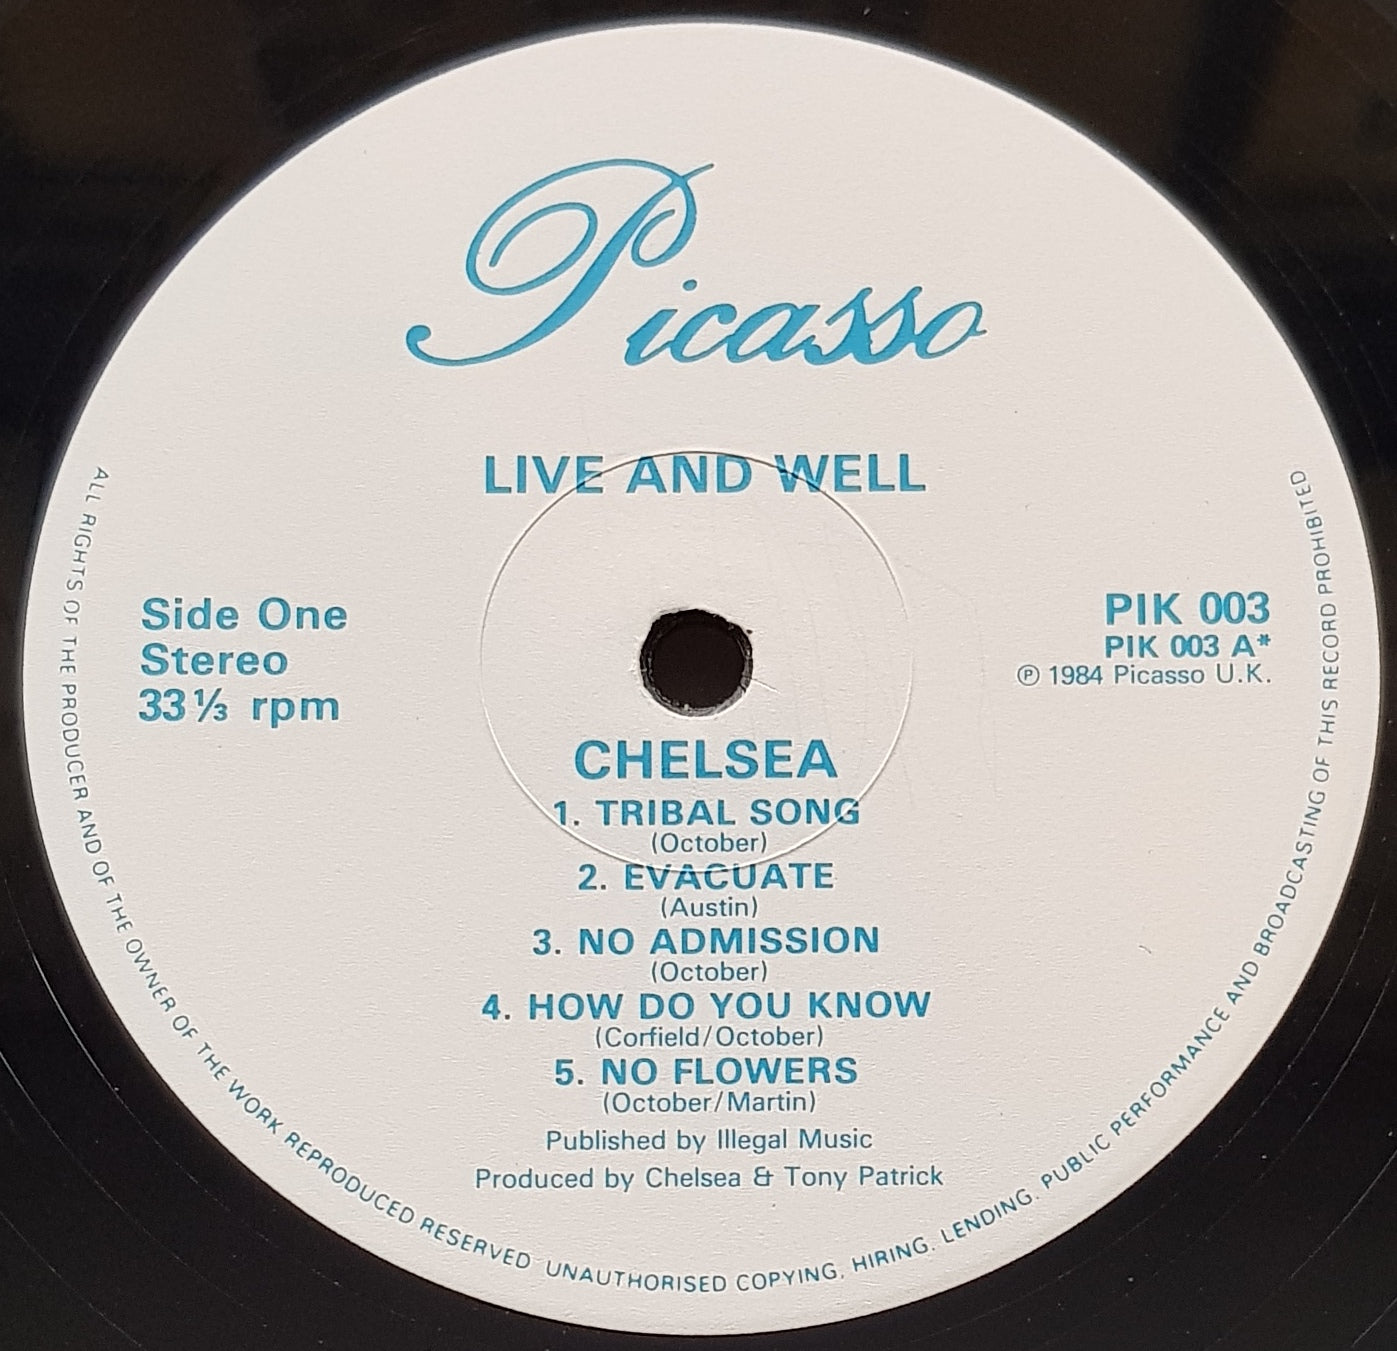 Picasso
LIVE AND WELL
Side One
Stereo
33⅓ rpm
PIK 003
PIK 003 A*
℗ 1984 Picasso U.K.
CHELSEA
1. TRIBAL SONG
(October)
2. EVACUATE
(Austin)
3. NO ADMISSION
(October)
4. HOW DO YOU KNOW
(Corfield/October)
5. NO FLOWERS
(October/Martin)
Published by Illegal Music
Produced by Chelsea & Tony Patrick
ALL RIGHTS OF THE PRODUCER AND OF THE OWNER OF THE WORK REPRODUCED RESERVED UNAUTHORISED COPYING, HIRING, LENDING, PUBLIC PERFORMANCE AND BROADCASTING OF THIS RECORD PROHIBITED